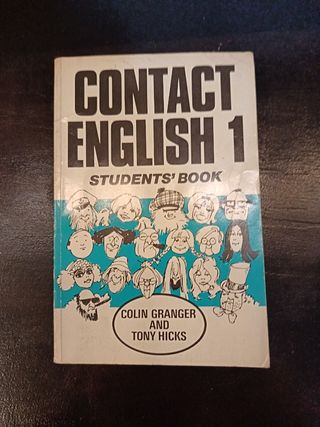 CONTACT
ENGLISH 1
STUDENTS' BOOK
COLIN GRANGER
AND
TONY HICKS